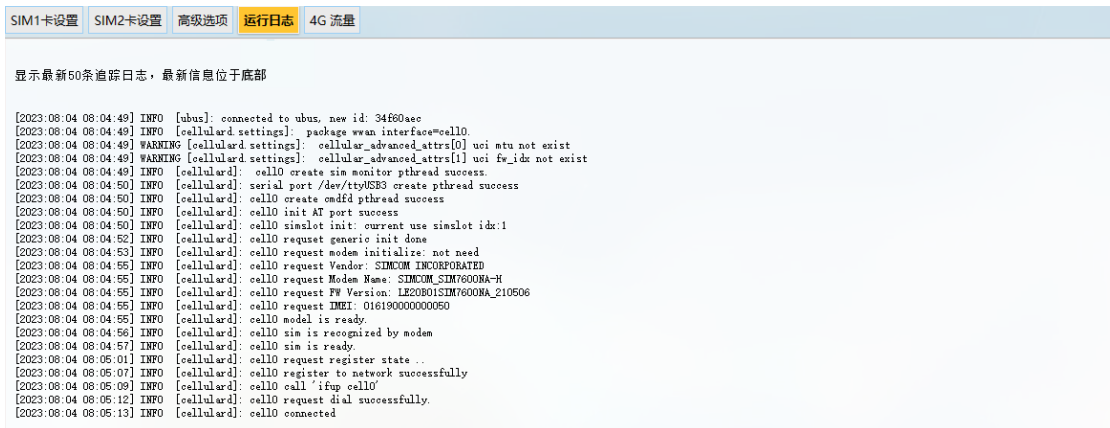 SIM1卡设置 SIM2卡设置 高级选项 运行日志 4G 流量
显示最新50条追踪日志，最新信息位于底部
[2023:08:04 08:04:49] INFO [ubus]: connected to ubus, new id: 34f60aec
[2023:08:04 08:04:49] INFO [cellulard.settings]: package wwan interface=cell0.
[2023:08:04 08:04:49] WARNING [cellulard.settings]: cellular_advanced_attrs[0] uci mtu not exist
[2023:08:04 08:04:49] WARNING [cellulard.settings]: cellular_advanced_attrs[1] uci fw_idx not exist
[2023:08:04 08:04:49] INFO [cellulard]: cell0 create sim monitor pthread success.
[2023:08:04 08:04:50] INFO [cellulard]: serial port /dev/ttyUSB3 create pthread success
[2023:08:04 08:04:50] INFO [cellulard]: cell0 create cmdfd pthread success
[2023:08:04 08:04:50] INFO [cellulard]: cell0 init AT port success
[2023:08:04 08:04:50] INFO [cellulard]: cell0 simslot init: current use simslot idx:1
[2023:08:04 08:04:52] INFO [cellulard]: cell0 requset generic init done
[2023:08:04 08:04:53] INFO [cellulard]: cell0 request modem initialize: not need
[2023:08:04 08:04:55] INFO [cellulard]: cell0 request Vendor: SIMCOM INCORPORATED
[2023:08:04 08:04:55] INFO [cellulard]: cell0 request Modem Name: SIMCOM_SIM7600NA-H
[2023:08:04 08:04:55] INFO [cellulard]: cell0 request FW Version: LE20B01SIM7600NA_210506
[2023:08:04 08:04:55] INFO [cellulard]: cell0 request IMEI: 016190000000050
[2023:08:04 08:04:55] INFO [cellulard]: cell0 model is ready.
[2023:08:04 08:04:56] INFO [cellulard]: cell0 sim is recognized by modem
[2023:08:04 08:04:57] INFO [cellulard]: cell0 sim is ready.
[2023:08:04 08:05:01] INFO [cellulard]: cell0 request register state ..
[2023:08:04 08:05:07] INFO [cellulard]: cell0 register to network successfully
[2023:08:04 08:05:09] INFO [cellulard]: cell0 call 'ifup cell0'
[2023:08:04 08:05:12] INFO [cellulard]: cell0 request dial successfully.
[2023:08:04 08:05:13] INFO [cellulard]: cell0 connected